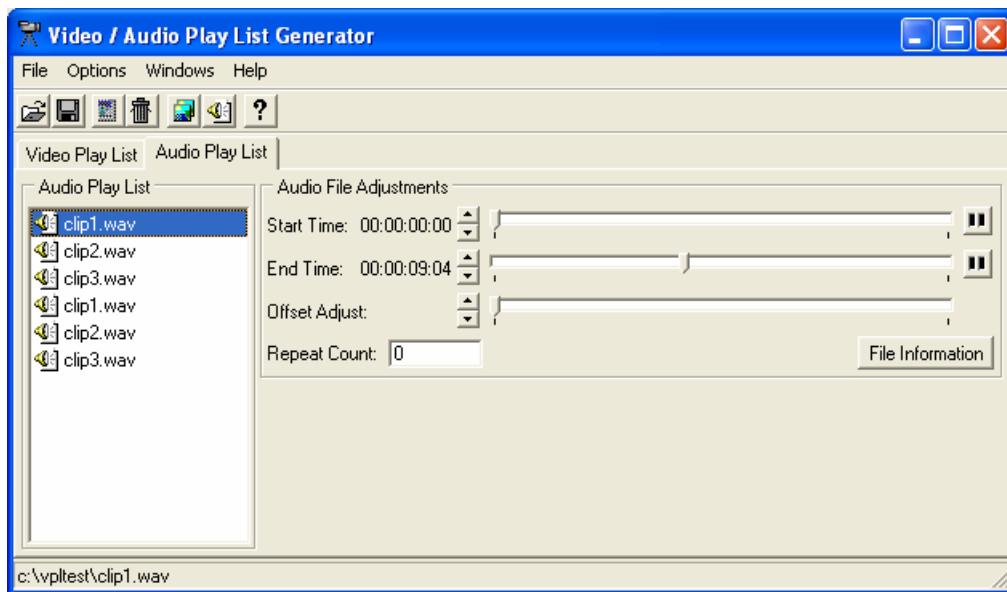 Video / Audio Play List Generator
File Options Windows Help
?
Video Play List Audio Play List
Audio Play List
clip1.wav
clip2.wav
clip3.wav
clip1.wav
clip2.wav
clip3.wav
Audio File Adjustments
Start Time: 00:00:00:00
End Time: 00:00:09:04
Offset Adjust:
Repeat Count: 0
File Information
c:\vpltest\clip1.wav